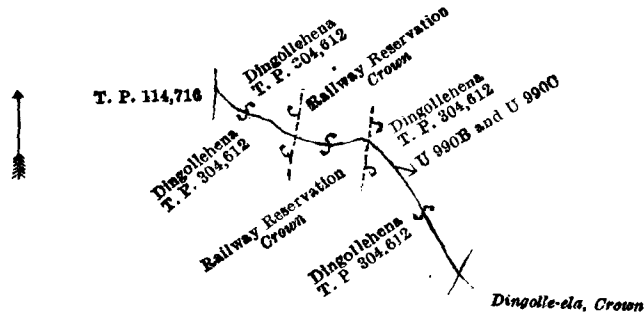 Dingollehena
T. P. 304,612
Railway Reservation
Crown
T. P. 114,716
Dingollehena
T. P. 304,612
Dingollehena
T. P. 304,612
U 990B and U 990C
Railway Reservation
Crown
Dingollehena
T. P 304.612
Dingolle-ela, Crown